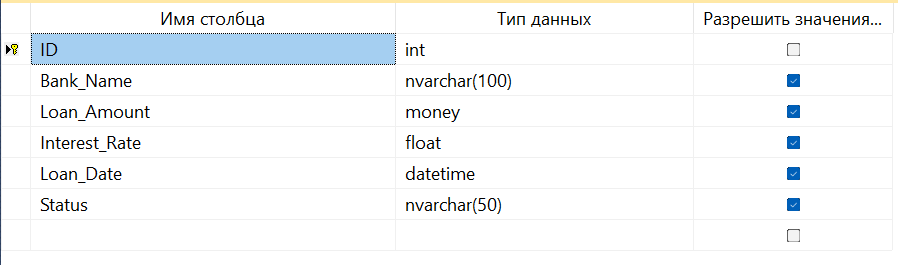 Имя столбца Тип данных Разрешить значения...
ID int
Bank_Name nvarchar(100)
Loan_Amount money
Interest_Rate float
Loan_Date datetime
Status nvarchar(50)